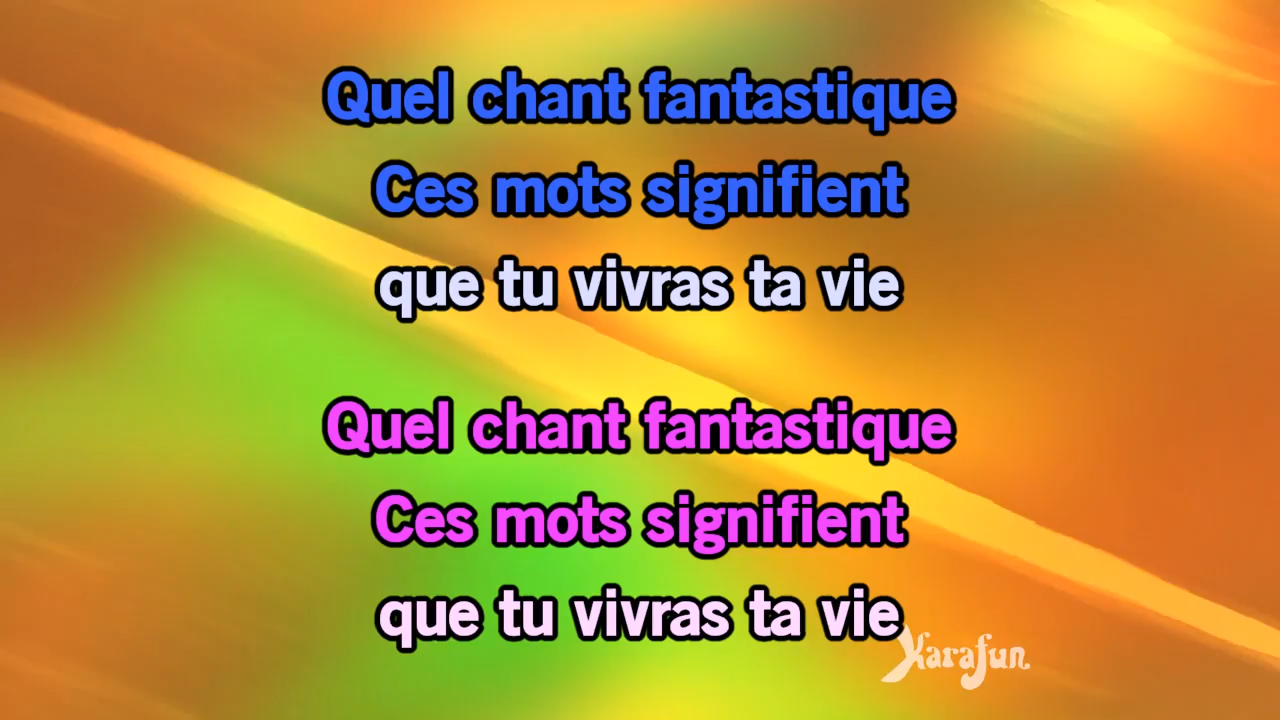 Quel chant fantastique
Ces mots signifient
que tu vivras ta vie
Quel chant fantastique
Ces mots signifient
que tu vivras ta vie
Karafun